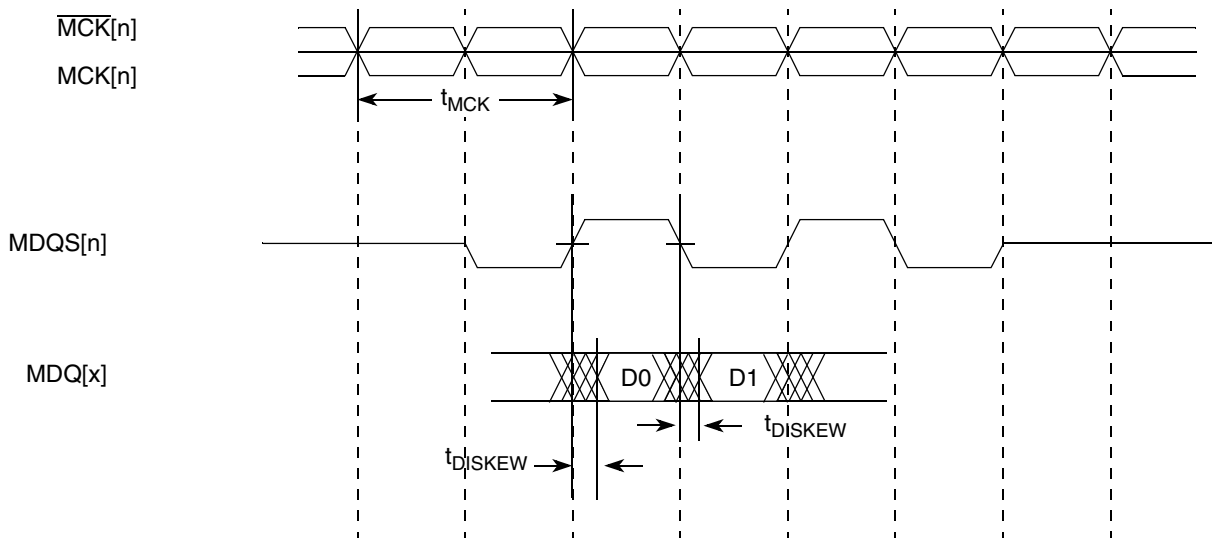 MCK[n]
MCK[n]
tMCK
MDQS[n]
MDQ[x]
D0
D1
tDISKEW
tDISKEW